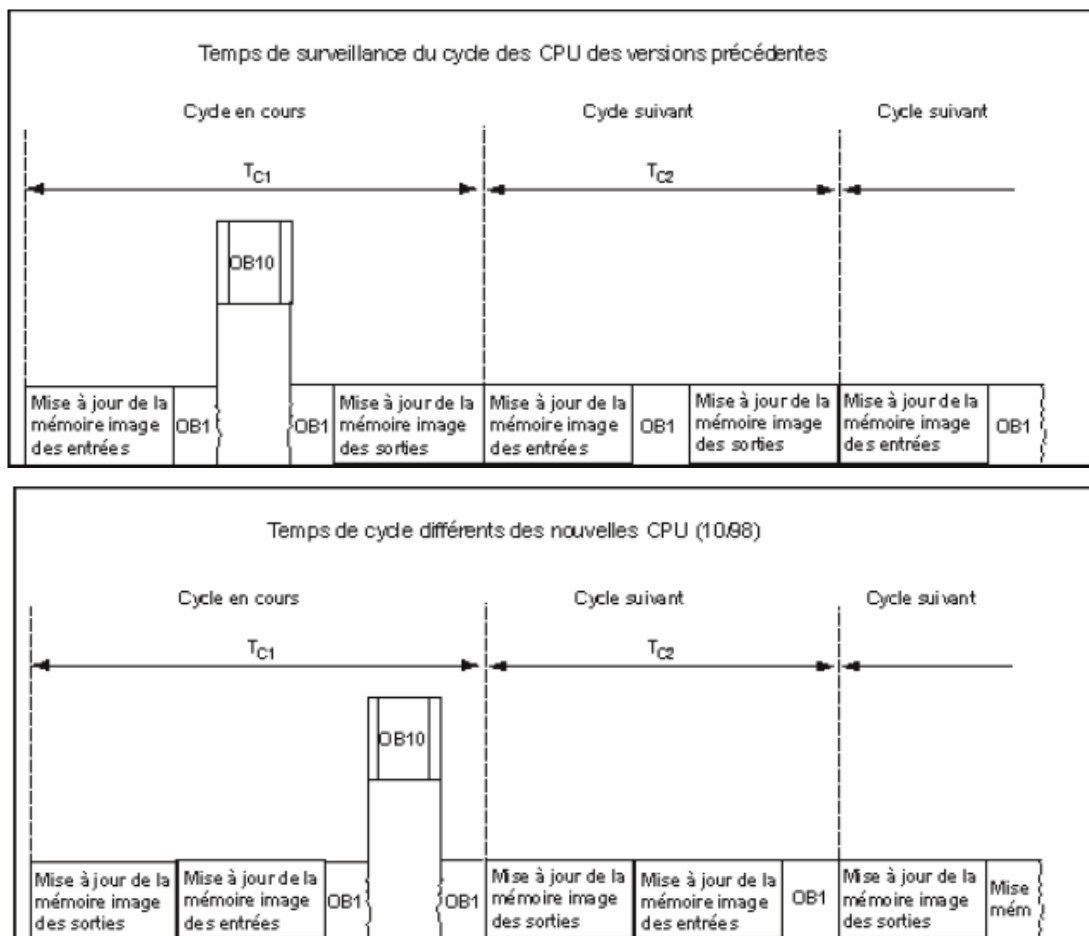 Temps de surveillance du cycle des CPU des versions précédentes
Cycle en cours
Cycle suivant
Cycle suivant
TC1
TC2
OB10
Mise à jour de la
mémoire image
des entrées
OB1
OB1
Mise à jour de la
mémoire image
des sorties
Mise à jour de la
mémoire image
des entrées
OB1
Mise à jour de la
mémoire image
des sorties
Mise à jour de la
mémoire image
des entrées
OB1
Temps de cycle différents des nouvelles CPU (10/98)
Cycle en cours
Cycle suivant
Cycle suivant
TC1
TC2
OB10
Mise à jour de la
mémoire image
des sorties
Mise à jour de la
mémoire image
des entrées
OB1
OB1
Mise à jour de la
mémoire image
des sorties
Mise à jour de la
mémoire image
des entrées
OB1
Mise à jour de la
mémoire image
des sorties
Mise
mém